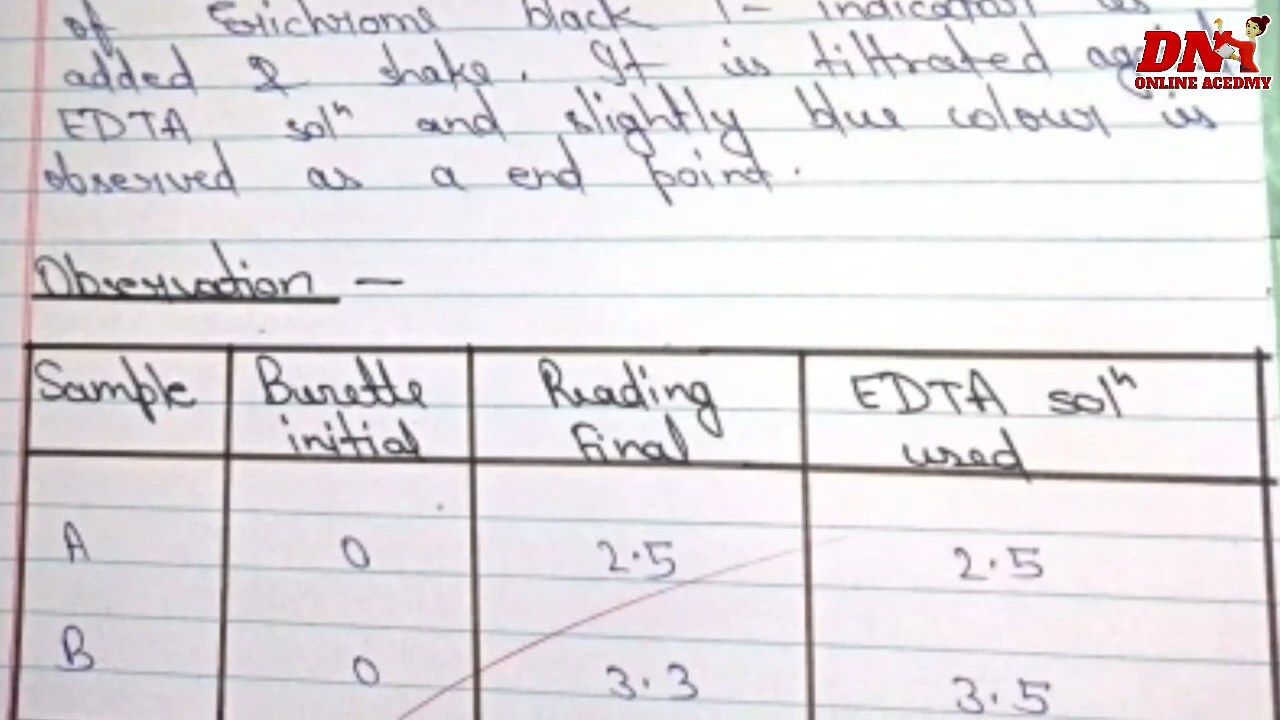 of Erichrome black T- indicator is
added & shake. It is tiltrated against
EDTA solⁿ and slightly blue colour is
observed as a end point.
Observation —
Sample Burette initial Reading final EDTA solⁿ used
A 0 2.5 2.5
B 0 3.3 3.5
DN
ONLINE ACEDMY